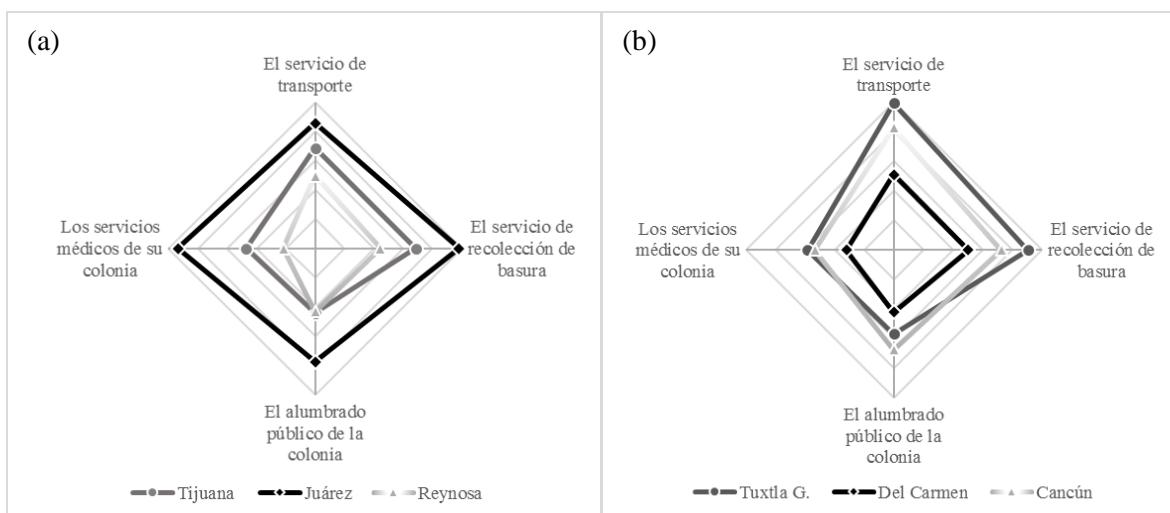 (a)
El servicio de
transporte
Los servicios
médicos de su
colonia
El servicio de
recolección de
basura
El alumbrado
público de la
colonia
Tijuana
Juárez
Reynosa
(b)
El servicio de
transporte
Los servicios
médicos de su
colonia
El servicio de
recolección de
basura
El alumbrado
público de la
colonia
Tuxtla G.
Del Carmen
Cancún